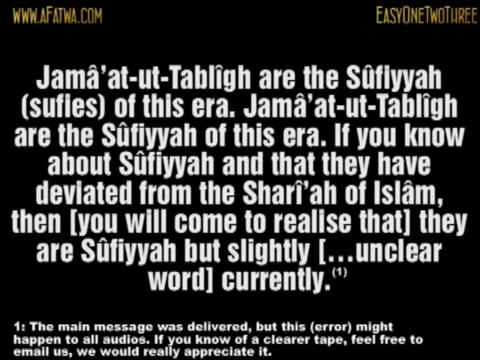 www.aFatwa.com
EasyOneTwoThree
Jamâ'at-ut-Tablîgh are the Sûfiyyah
(sufies) of this era. Jamâ'at-ut-Tablîgh
are the Sûfiyyah of this era. If you know
about Sûfiyyah and that they have
deviated from the Sharî'ah of Islâm,
then [you will come to realise that] they
are Sûfiyyah but slightly [...unclear
word] currently.(1)
1: The main message was delivered, but this (error) might
happen to all audios. If you know of a clearer tape, feel free to
email us, we would really appreciate it.